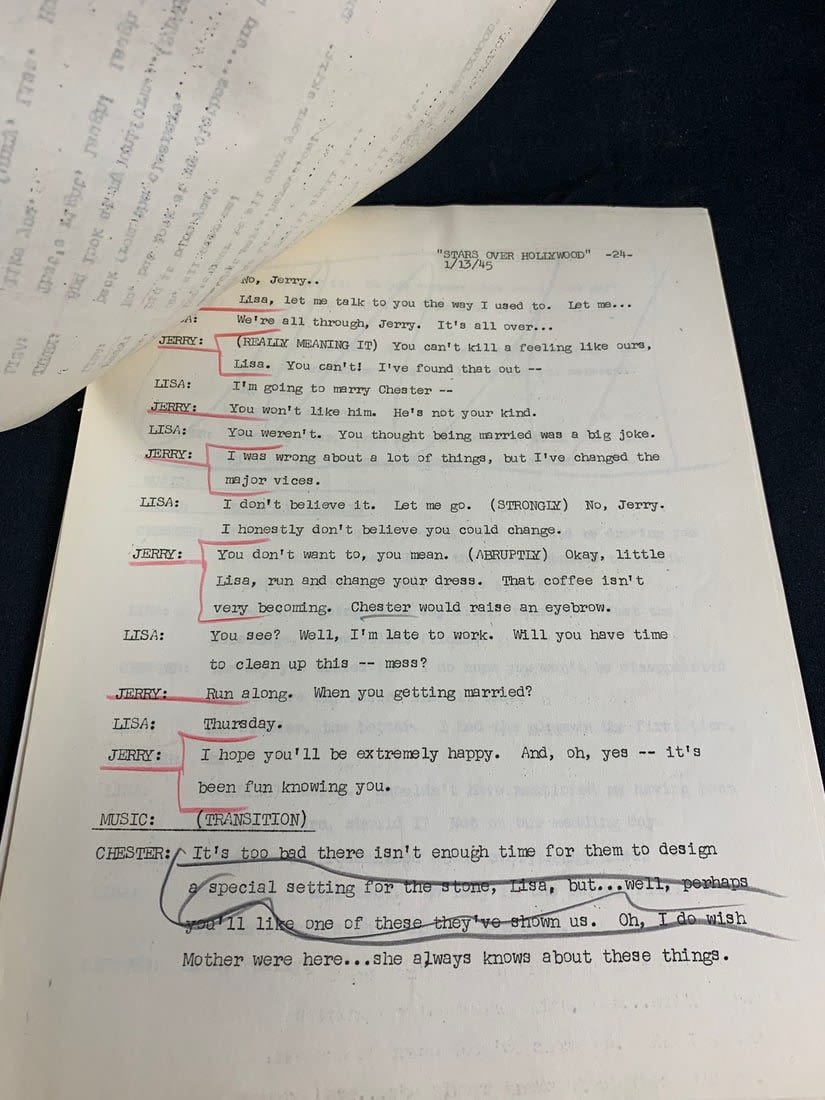 "STARS OVER HOLLYWOOD" -24-
1/13/45
No, Jerry..
Lisa, let me talk to you the way I used to. Let me...
A: We're all through, Jerry. It's all over...
JERRY: (REALLY MEANING IT) You can't kill a feeling like ours,
Lisa. You can't! I've found that out --
LISA: I'm going to marry Chester --
JERRY: You won't like him. He's not your kind.
LISA: You weren't. You thought being married was a big joke.
JERRY: I was wrong about a lot of things, but I've changed the
major vices.
LISA: I don't believe it. Let me go. (STRONGLY) No, Jerry.
I honestly don't believe you could change.
JERRY: You don't want to, you mean. (ABRUPTLY) Okay, little
Lisa, run and change your dress. That coffee isn't
very becoming. Chester would raise an eyebrow.
LISA: You see? Well, I'm late to work. Will you have time
to clean up this -- mess?
JERRY: Run along. When you getting married?
LISA: Thursday.
JERRY: I hope you'll be extremely happy. And, oh, yes -- it's
been fun knowing you.
MUSIC: (TRANSITION)
CHESTER: It's too bad there isn't enough time for them to design
a special setting for the stone, Lisa, but...well, perhaps
you'll like one of these they've shown us. Oh, I do wish
Mother were here...she always knows about these things.